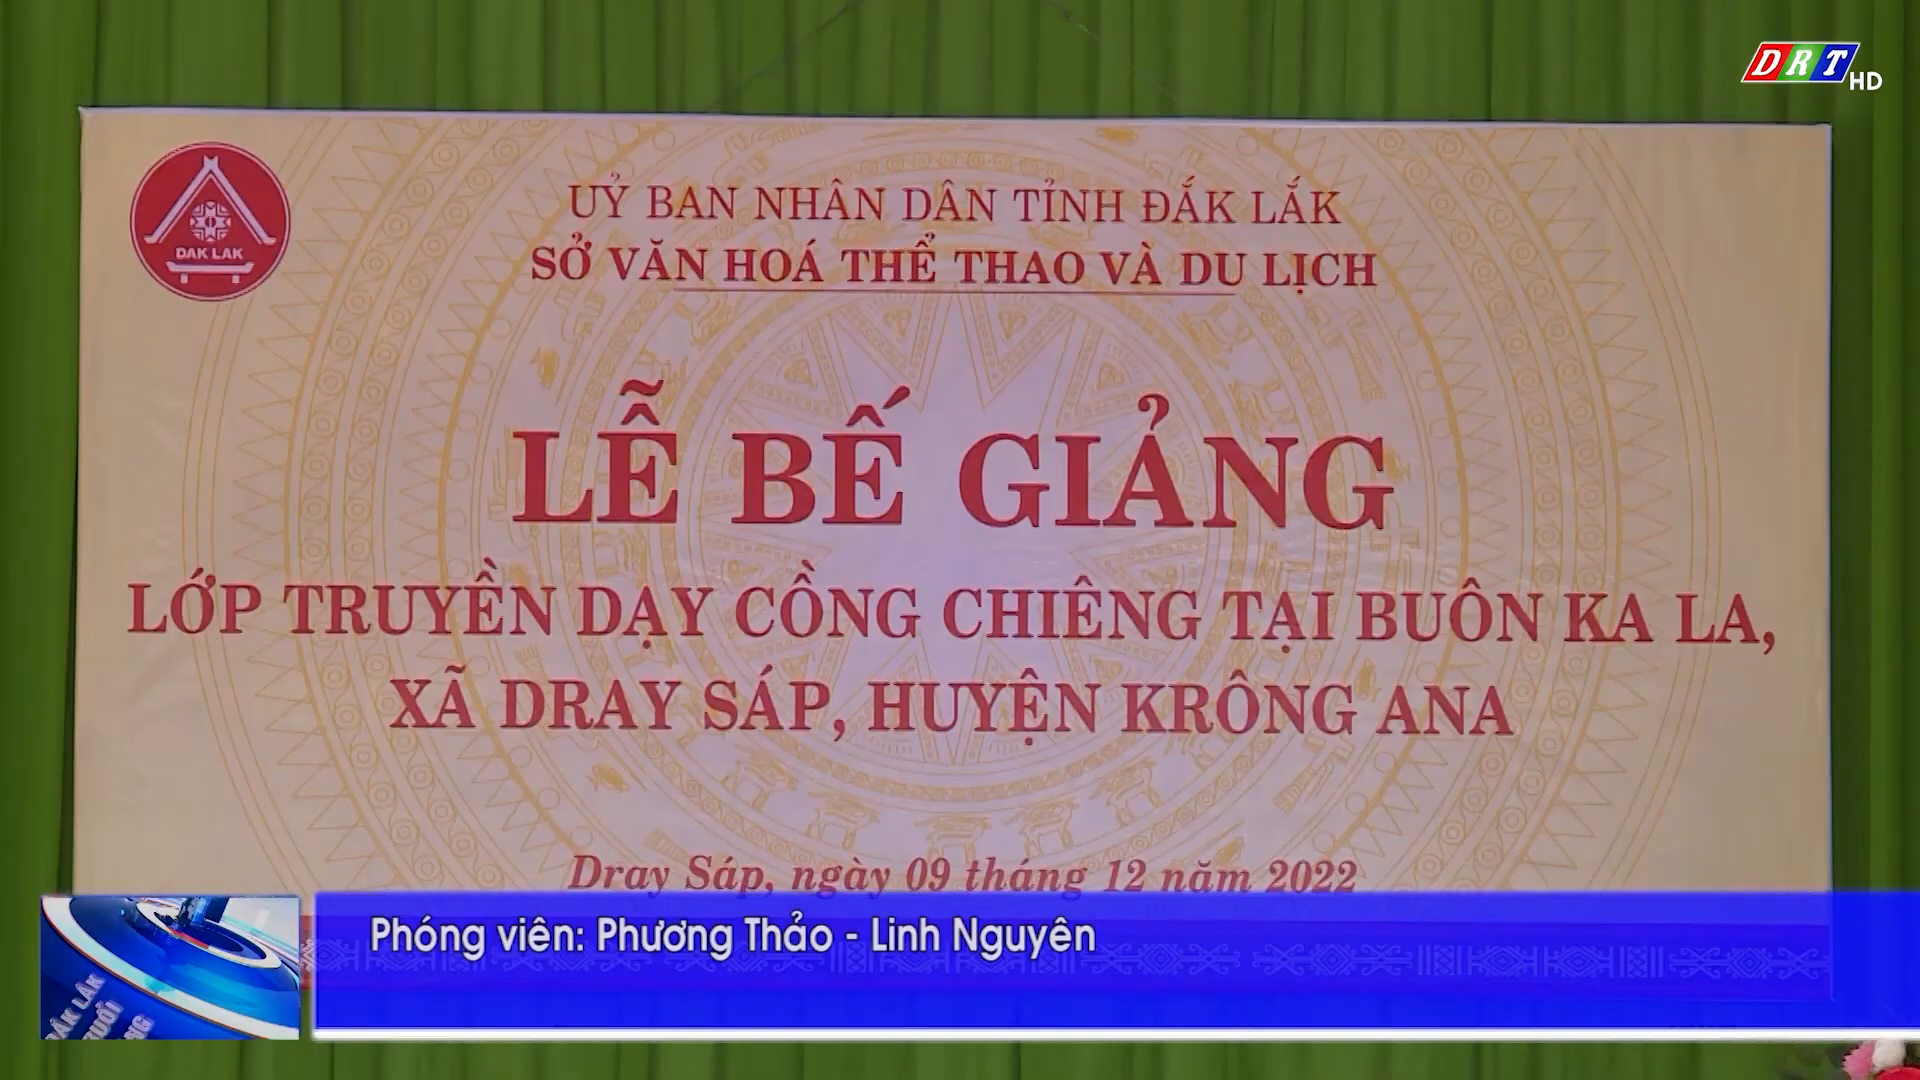 DRT HD
DAK LAK
UỶ BAN NHÂN DÂN TỈNH ĐẮK LẮK
SỞ VĂN HOÁ THỂ THAO VÀ DU LỊCH
LỄ BẾ GIẢNG
LỚP TRUYỀN DẠY CỒNG CHIÊNG TẠI BUÔN KA LA,
XÃ DRAY SÁP, HUYỆN KRÔNG ANA
Dray Sáp, ngày 09 tháng 12 năm 2022
Phóng viên: Phương Thảo - Linh Nguyên
ĐẮK LẮK